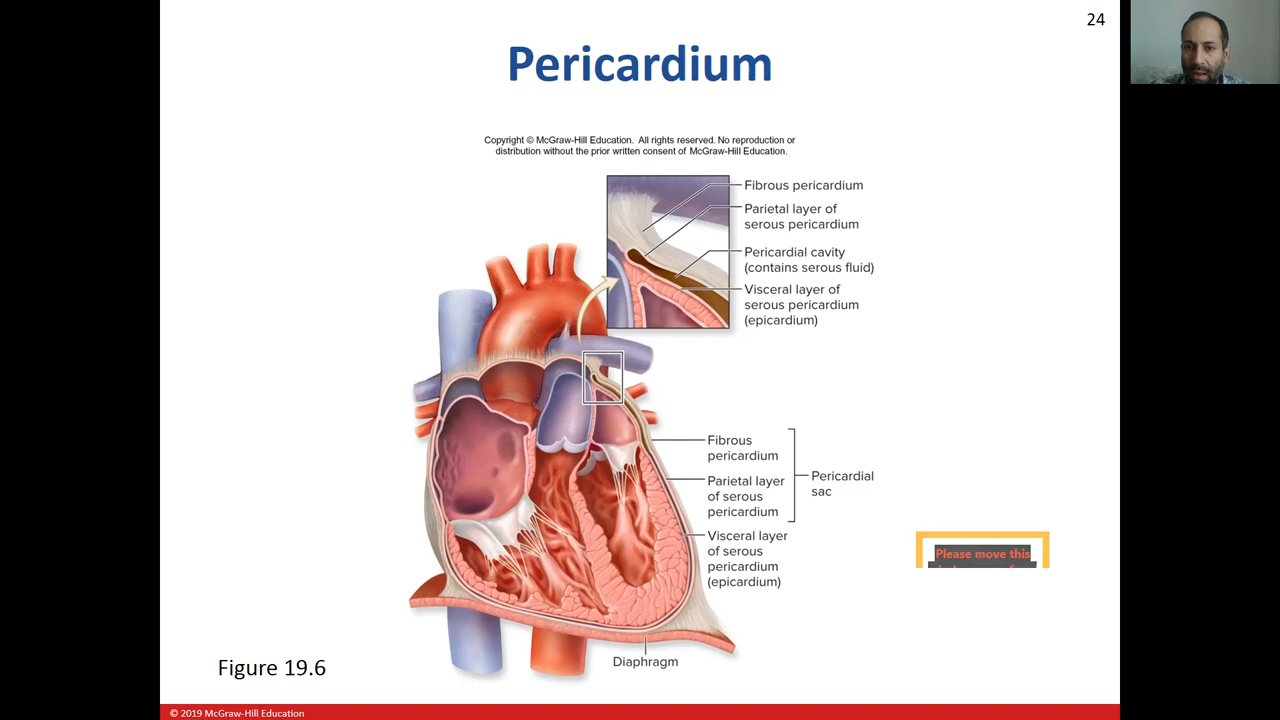 24
Pericardium
Copyright © McGraw-Hill Education. All rights reserved. No reproduction or
distribution without the prior written consent of McGraw-Hill Education.
Fibrous pericardium
Parietal layer of
serous pericardium
Pericardial cavity
(contains serous fluid)
Visceral layer of
serous pericardium
(epicardium)
Fibrous
pericardium
Parietal layer
of serous
pericardium
Pericardial
sac
Visceral layer
of serous
pericardium
(epicardium)
Please move this
Diaphragm
Figure 19.6
© 2019 McGraw-Hill Education